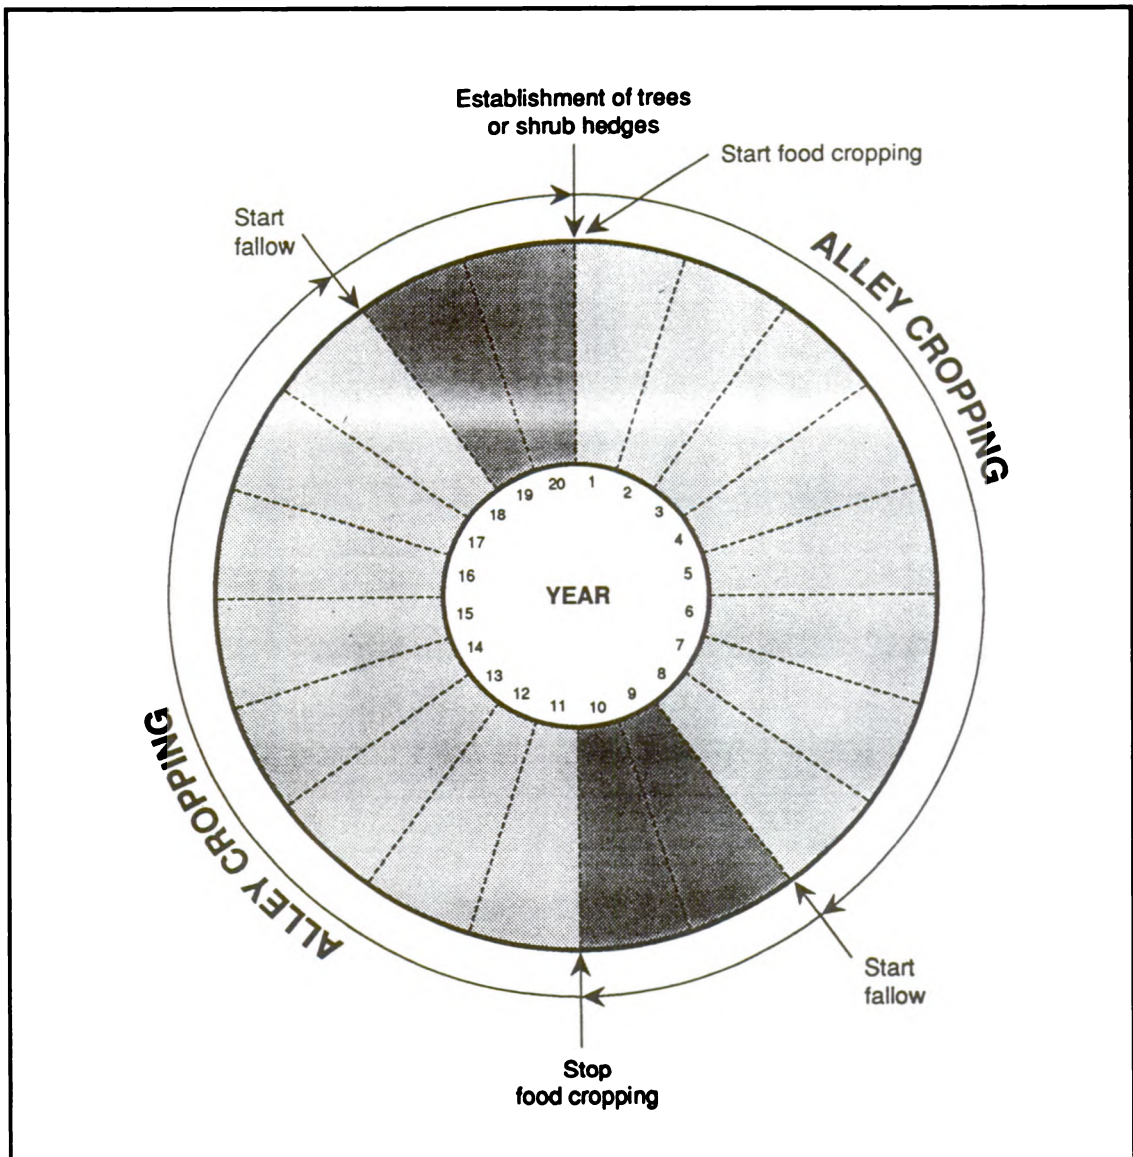 Establishment of trees
or shrub hedges
Start food cropping
Start
fallow
ALLEY CROPPING
1
2
3
4
5
6
7
8
9
10
11
12
13
14
15
16
17
18
19
20
YEAR
ALLEY CROPPING
Start
fallow
Stop
food cropping